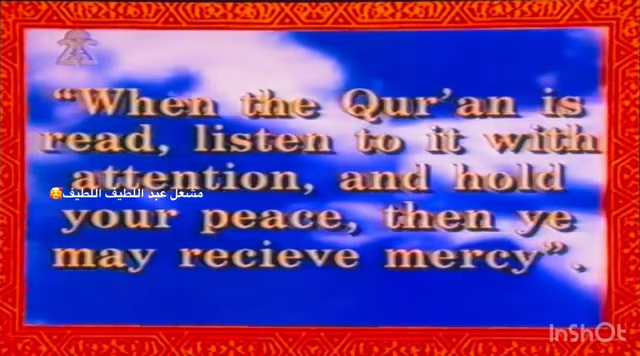 “When the Qur’an is
read, listen to it with
attention, and hold
مشعل عبد اللطيف اللطيف🥰
your peace, then ye
may recieve mercy”.
InShOt